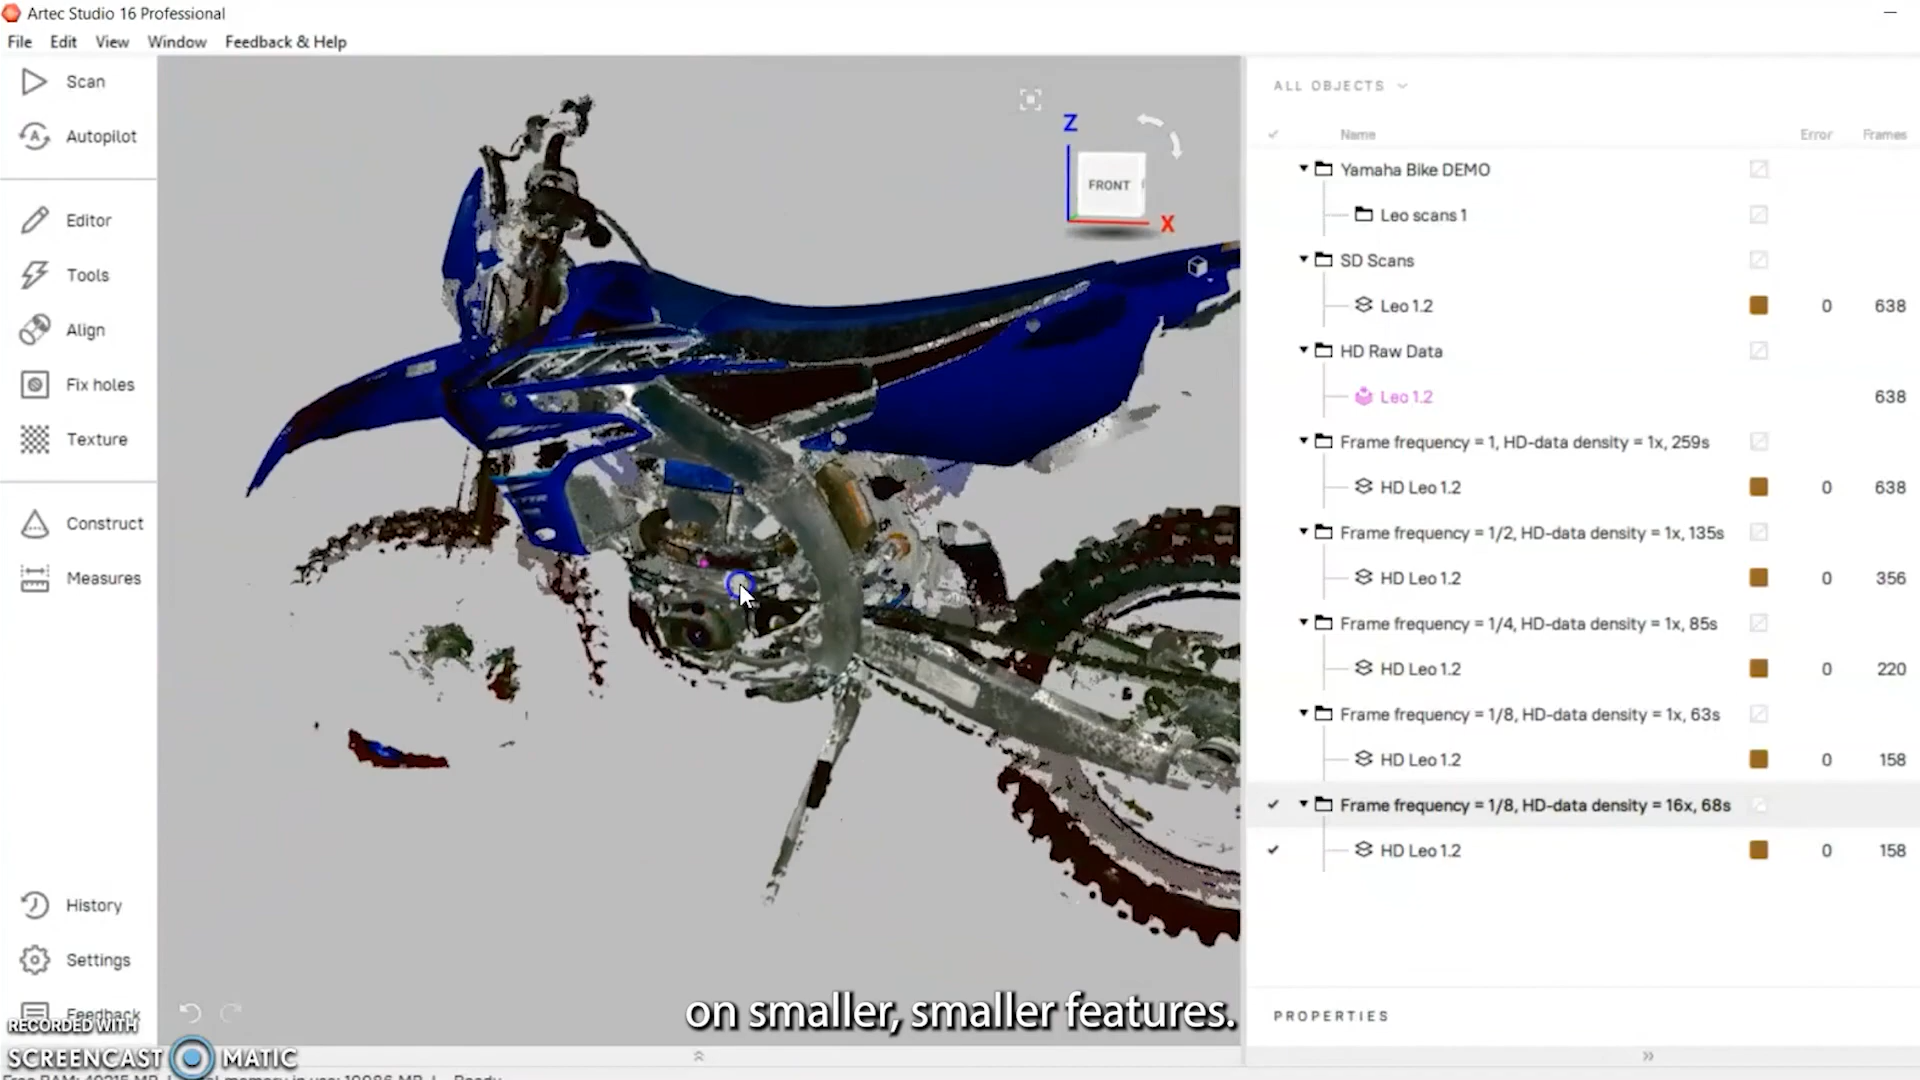 Artec Studio 16 Professional
File Edit View Window Feedback & Help
Scan
Autopilot
Editor
Tools
Align
Fix holes
Texture
Construct
Measures
History
Settings
Feedback
RECORDED WITH
SCREENCAST MATIC
Z
FRONT
X
on smaller, smaller features.
ALL OBJECTS
Name Error Frames
Yamaha Bike DEMO
Leo scans 1
SD Scans
Leo 1.2 0 638
HD Raw Data
Leo 1.2 638
Frame frequency = 1, HD-data density = 1x, 259s
HD Leo 1.2 0 638
Frame frequency = 1/2, HD-data density = 1x, 135s
HD Leo 1.2 0 356
Frame frequency = 1/4, HD-data density = 1x, 85s
HD Leo 1.2 0 220
Frame frequency = 1/8, HD-data density = 1x, 63s
HD Leo 1.2 0 158
Frame frequency = 1/8, HD-data density = 16x, 68s
HD Leo 1.2 0 158
PROPERTIES